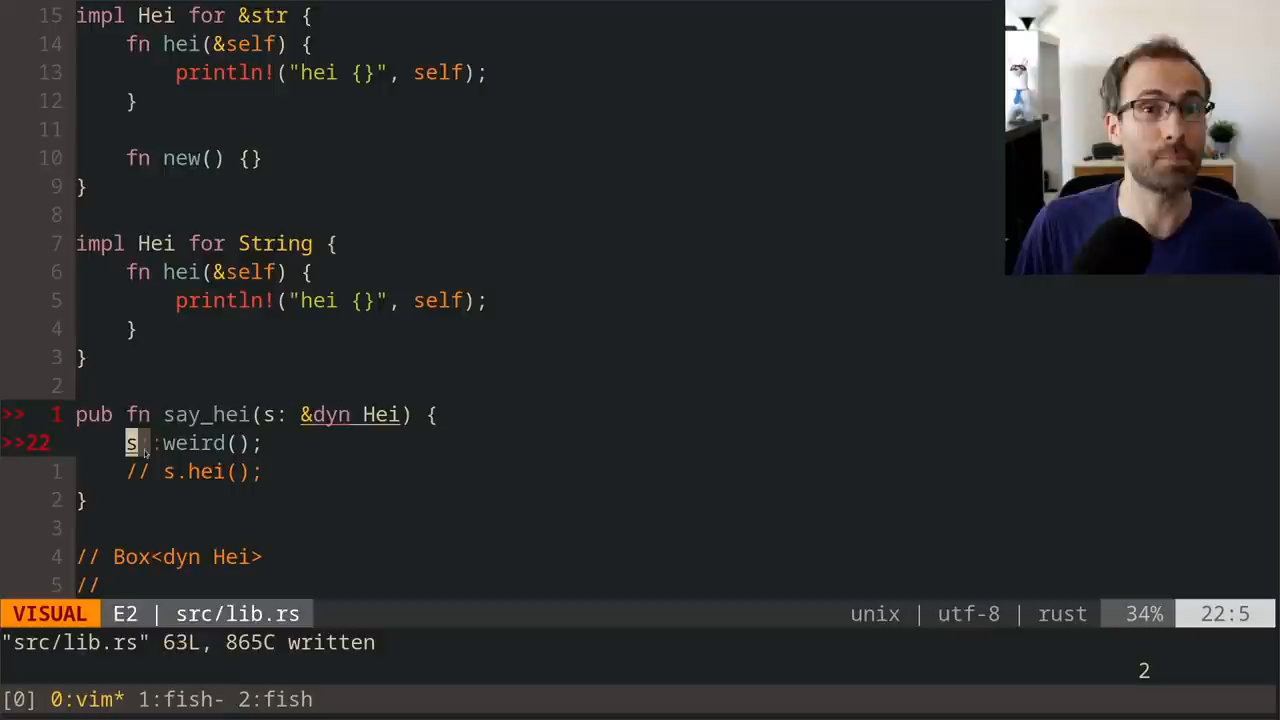 15 impl Hei for &str {
14     fn hei(&self) {
13         println!("hei {}", self);
12     }
11
10     fn new() {}
9 }
8
7 impl Hei for String {
6     fn hei(&self) {
5         println!("hei {}", self);
4     }
3 }
2
>> 1 pub fn say_hei(s: &dyn Hei) {
>>22     s::weird();
1     // s.hei();
2 }
3
4 // Box<dyn Hei>
5 //
VISUAL E2 | src/lib.rs unix | utf-8 | rust 34% 22:5
"src/lib.rs" 63L, 865C written
2
[0] 0:vim* 1:fish- 2:fish